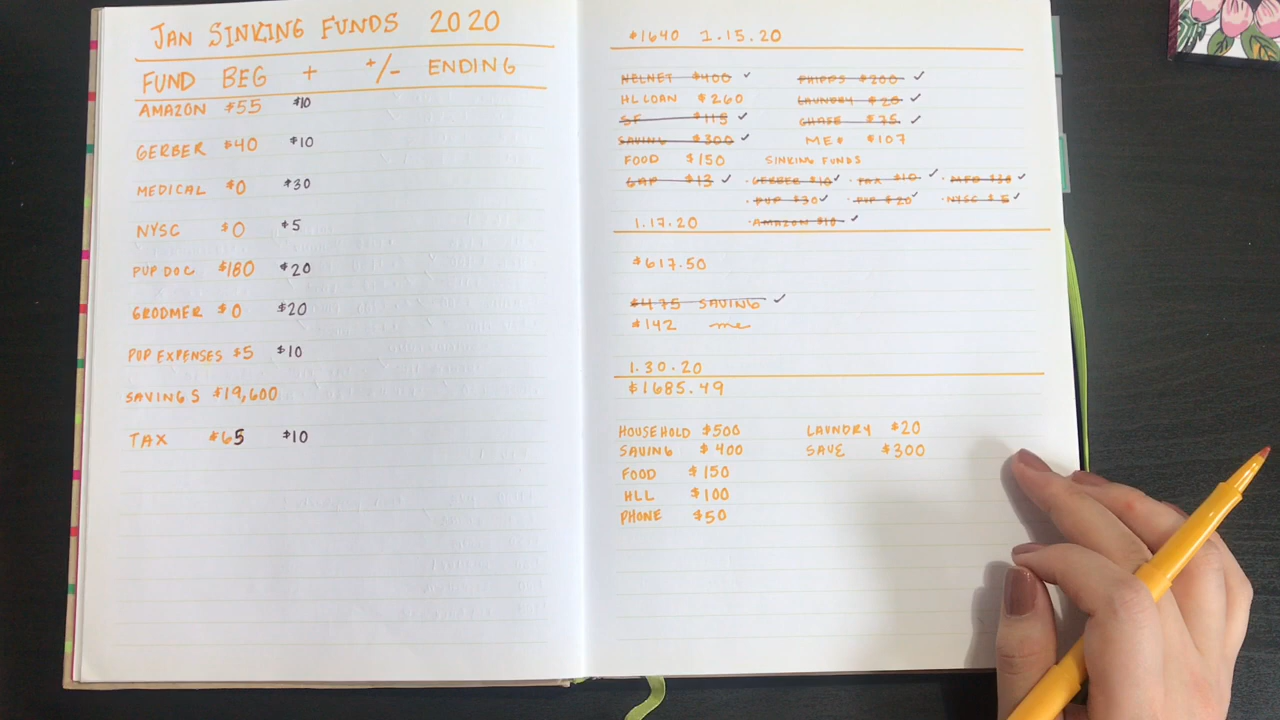 JAN SINKING FUNDS 2020
FUND BEG + +/- ENDING
AMAZON $55 $10
GERBER $40 $10
MEDICAL $0 $30
NYSC $0 $5
PUP DOC $180 $20
GROOMER $0 $20
PUP EXPENSES $5 $10
SAVINGS $19,600
TAX $65 $10
$1640 1.15.20
NELNET $400 ✓ PHIPPS $200 ✓
HL LOAN $260 LAUNDRY $20 ✓
SF $115 ✓ CHASE $75 ✓
SAVING $300 ✓ ME: $107
FOOD $150 SINKING FUNDS
GAP $13 ✓ · GERBER $10 ✓ · TAX $10 ✓ · MED $30 ✓
· PUP $30 ✓ · PUP $20 ✓ · NYSC $5 ✓
1.17.20 · AMAZON $10 ✓
$617.50
$475 SAVING ✓
$142 me
1.30.20
$1685.49
HOUSEHOLD $500 LAUNDRY $20
SAVING $400 SAVE $300
FOOD $150
HLL $100
PHONE $50